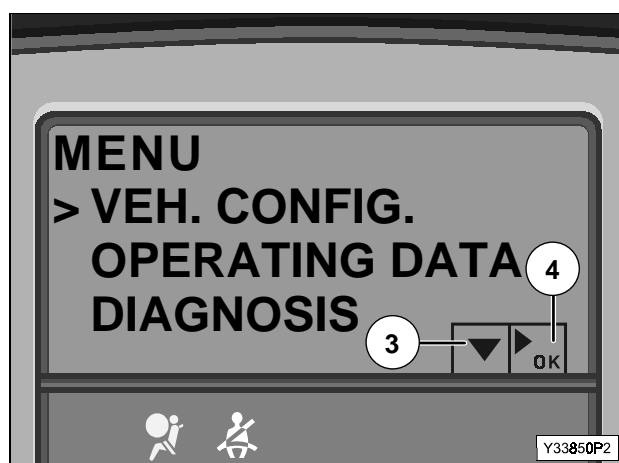 MENU
> VEH. CONFIG.
OPERATING DATA
DIAGNOSIS
4
3
OK
Y33850P2